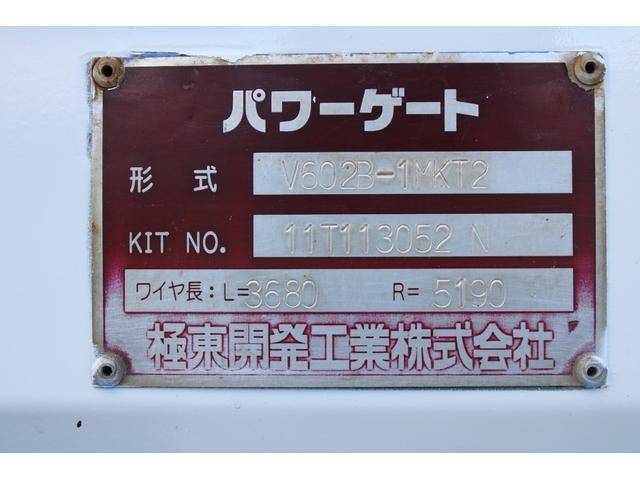 パワーゲート
形式 V602B-1MKT2
KIT NO. 11T113052 N
ワイヤ長：L=3680 R=5190
極東開発工業株式会社